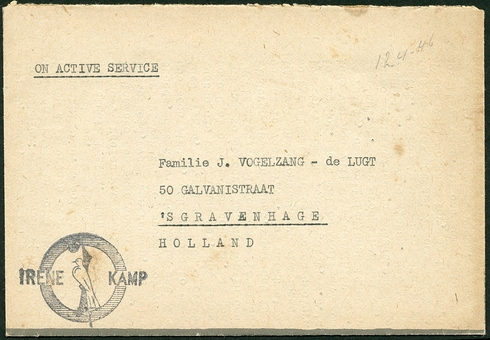 12-4-46
ON ACTIVE SERVICE
Familie J. VOGELZANG - de LUGT
50 GALVANISTRAAT
'SGRAVENHAGE
HOLLAND
IRENE KAMP